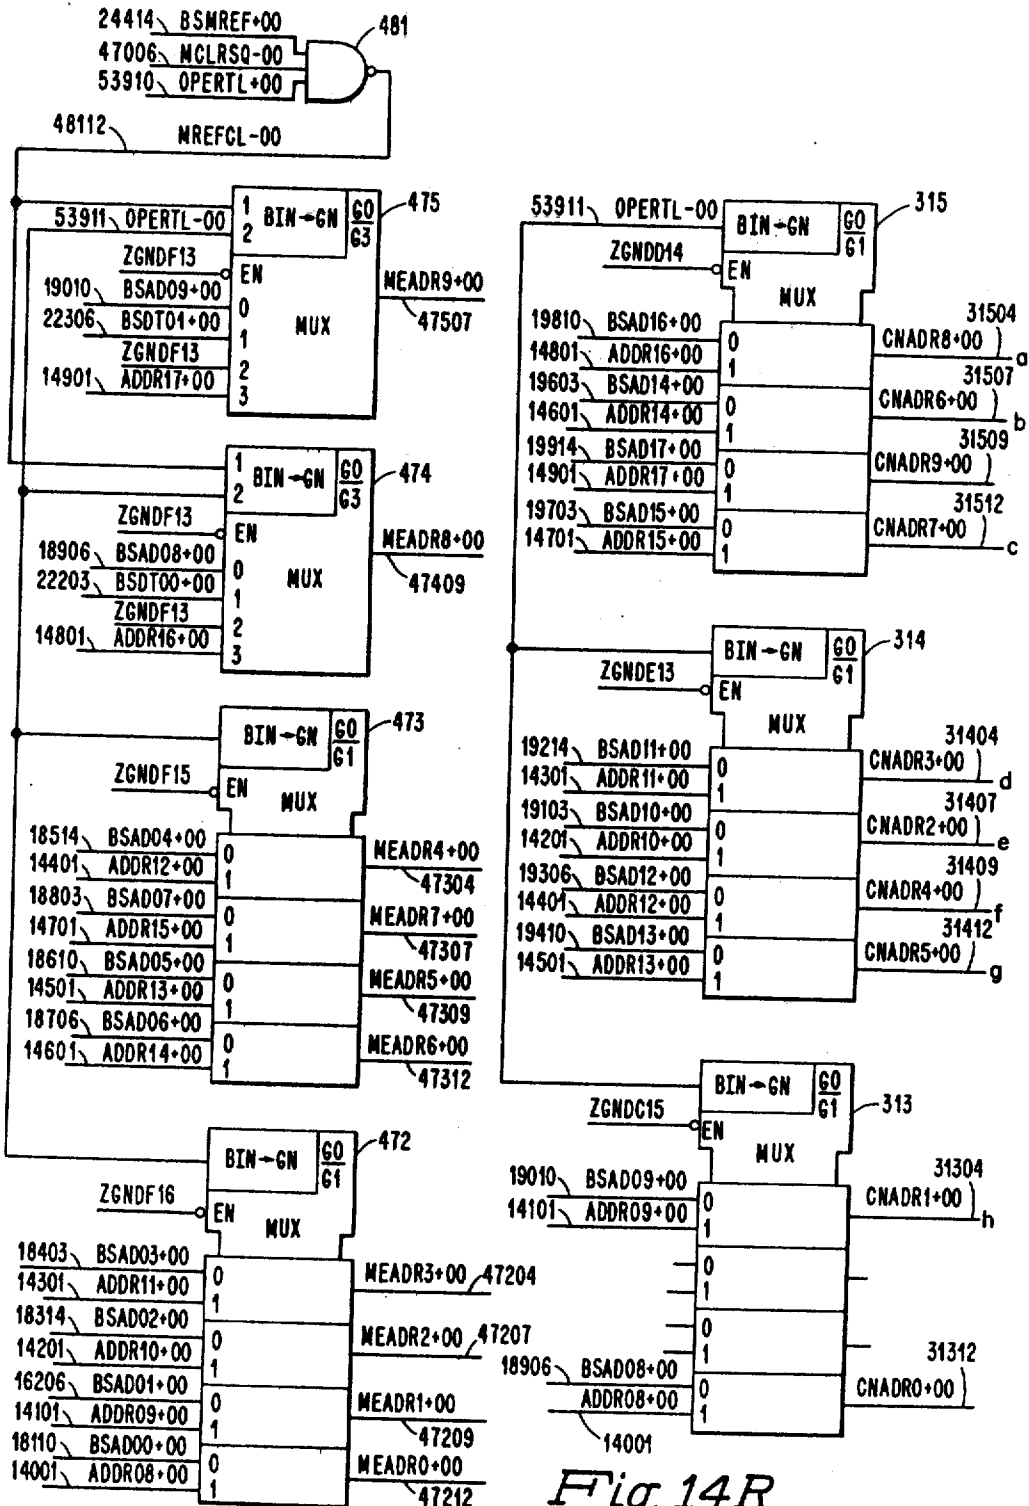 24414 BSMREF+00
481
47006 MCLRSQ-00
53910 OPERTL+00
48112 MREFCL-00
1 BIN→GN G0
2 G3
475
53911 OPERTL-00
ZGNDF13
EN
19010 BSAD09+00 0
22306 BSDT01+00 1
ZGNDF13 2
14901 ADDR17+00 3
MUX
MEADR9+00
47507
1 BIN→GN G0
2 G3
474
ZGNDF13
EN
18906 BSAD08+00 0
22203 BSDT00+00 1
ZGNDF13 2
14801 ADDR16+00 3
MUX
MEADR8+00
47409
BIN→GN G0
G1
473
ZGNDF15
EN
MUX
18514 BSAD04+00 0
14401 ADDR12+00 1
MEADR4+00
47304
18803 BSAD07+00 0
14701 ADDR15+00 1
MEADR7+00
47307
18610 BSAD05+00 0
14501 ADDR13+00 1
MEADR5+00
47309
18706 BSAD06+00 0
14601 ADDR14+00 1
MEADR6+00
47312
BIN→GN G0
G1
472
ZGNDF16
EN
MUX
18403 BSAD03+00 0
14301 ADDR11+00 1
MEADR3+00 47204
18314 BSAD02+00 0
14201 ADDR10+00 1
MEADR2+00 47207
16206 BSAD01+00 0
14101 ADDR09+00 1
MEADR1+00
47209
18110 BSAD00+00 0
14001 ADDR08+00 1
MEADR0+00
47212
53911 OPERTL-00
BIN→GN G0
G1
315
ZGNDD14
EN
MUX
19810 BSAD16+00 0
14801 ADDR16+00 1
CNADR8+00 31504 a
19603 BSAD14+00 0
14601 ADDR14+00 1
CNADR6+00 31507 b
19914 BSAD17+00 0
14901 ADDR17+00 1
CNADR9+00 31509
19703 BSAD15+00 0
14701 ADDR15+00 1
CNADR7+00 31512 c
BIN→GN G0
G1
314
ZGNDE13
EN
MUX
19214 BSAD11+00 0
14301 ADDR11+00 1
CNADR3+00 31404 d
19103 BSAD10+00 0
14201 ADDR10+00 1
CNADR2+00 31407 e
19306 BSAD12+00 0
14401 ADDR12+00 1
CNADR4+00 31409 f
19410 BSAD13+00 0
14501 ADDR13+00 1
CNADR5+00 31412 g
BIN→GN G0
G1
313
ZGNDC15
EN
MUX
19010 BSAD09+00 0
14101 ADDR09+00 1
CNADR1+00 31304 h
0
1
0
1
18906 BSAD08+00 0
ADDR08+00 1
14001
CNADR0+00 31312
Fig. 14R